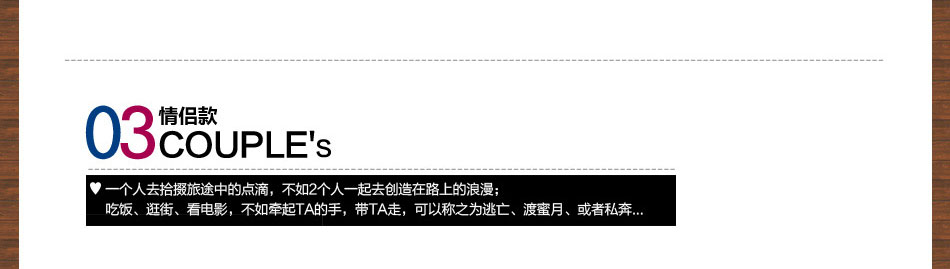 03 情侣款
COUPLE's
♥ 一个人去拾掇旅途中的点滴，不如2个人一起去创造在路上的浪漫；
吃饭、逛街、看电影，不如牵起TA的手，带TA走，可以称之为逃亡、渡蜜月、或者私奔...